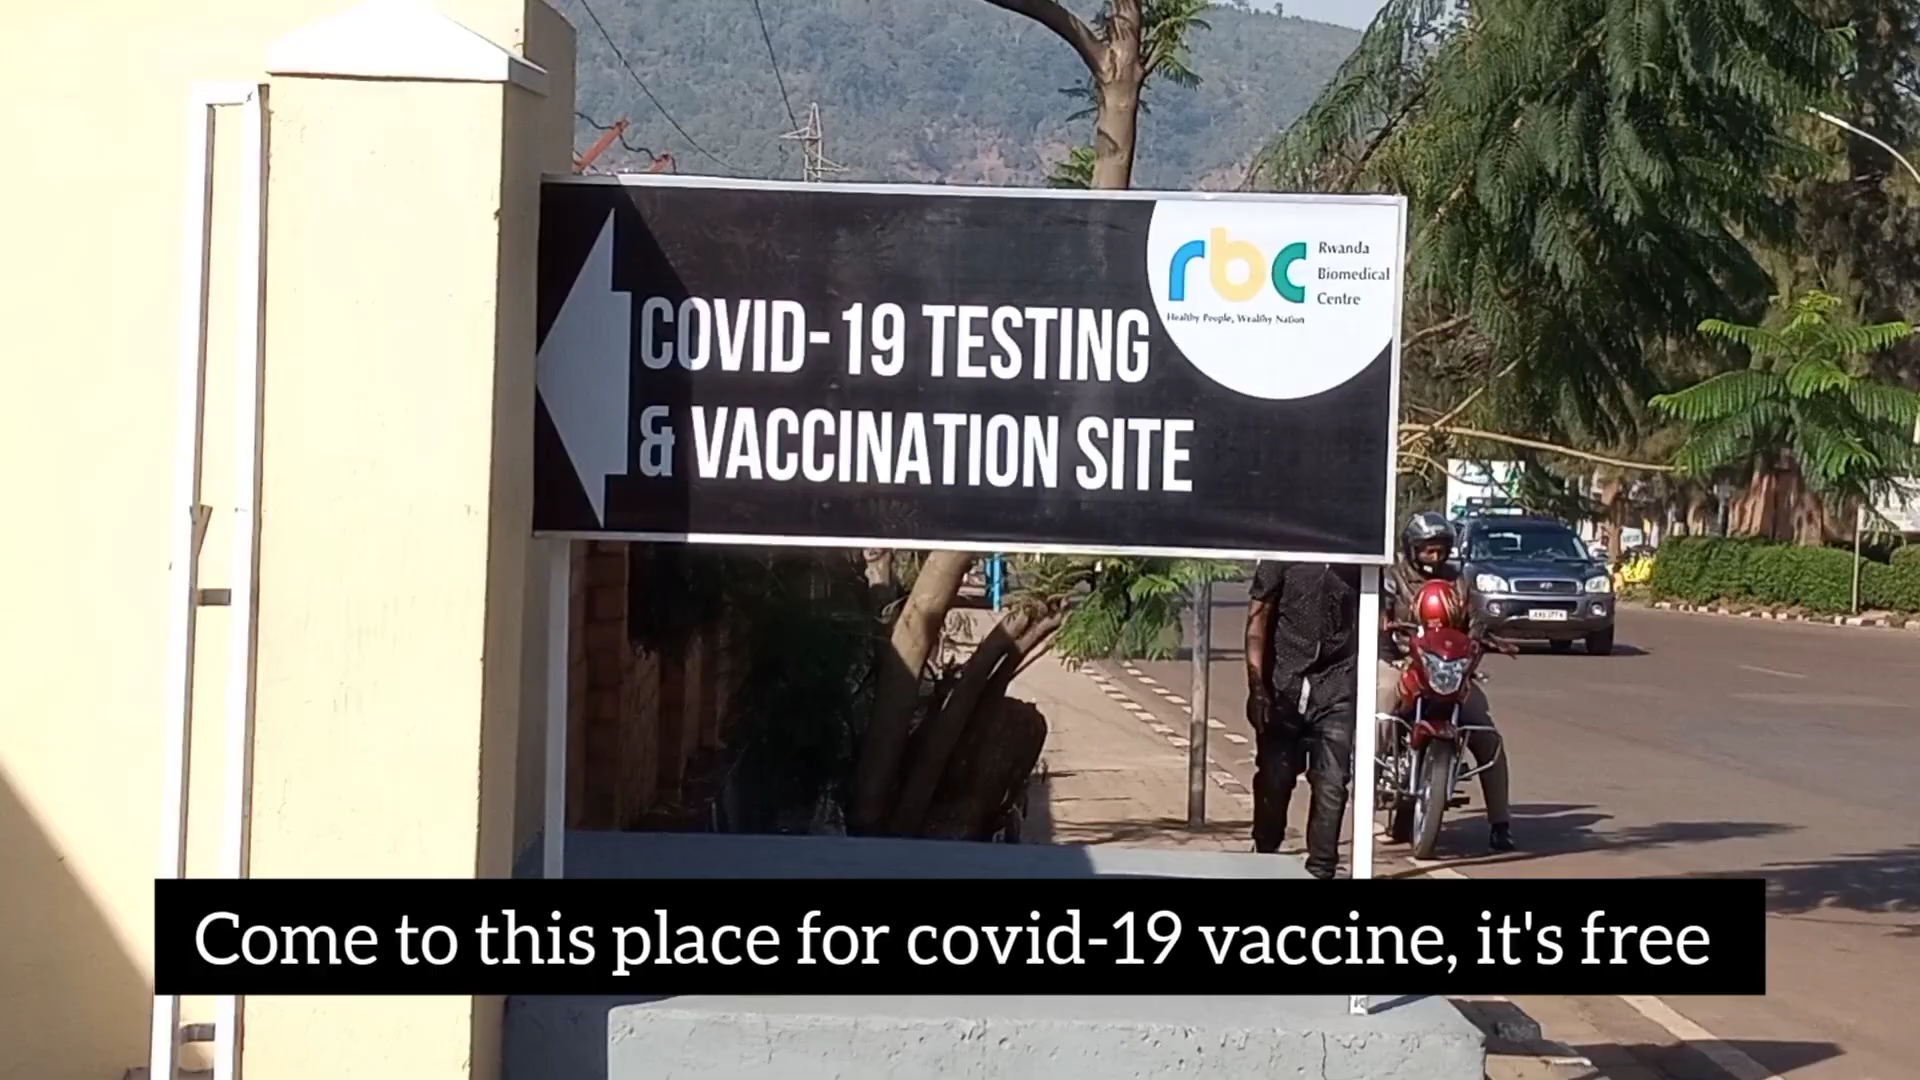 rbc
Rwanda
Biomedical
Centre
Healthy People, Wealthy Nation
COVID-19 TESTING
& VACCINATION SITE
Come to this place for covid-19 vaccine, it's free